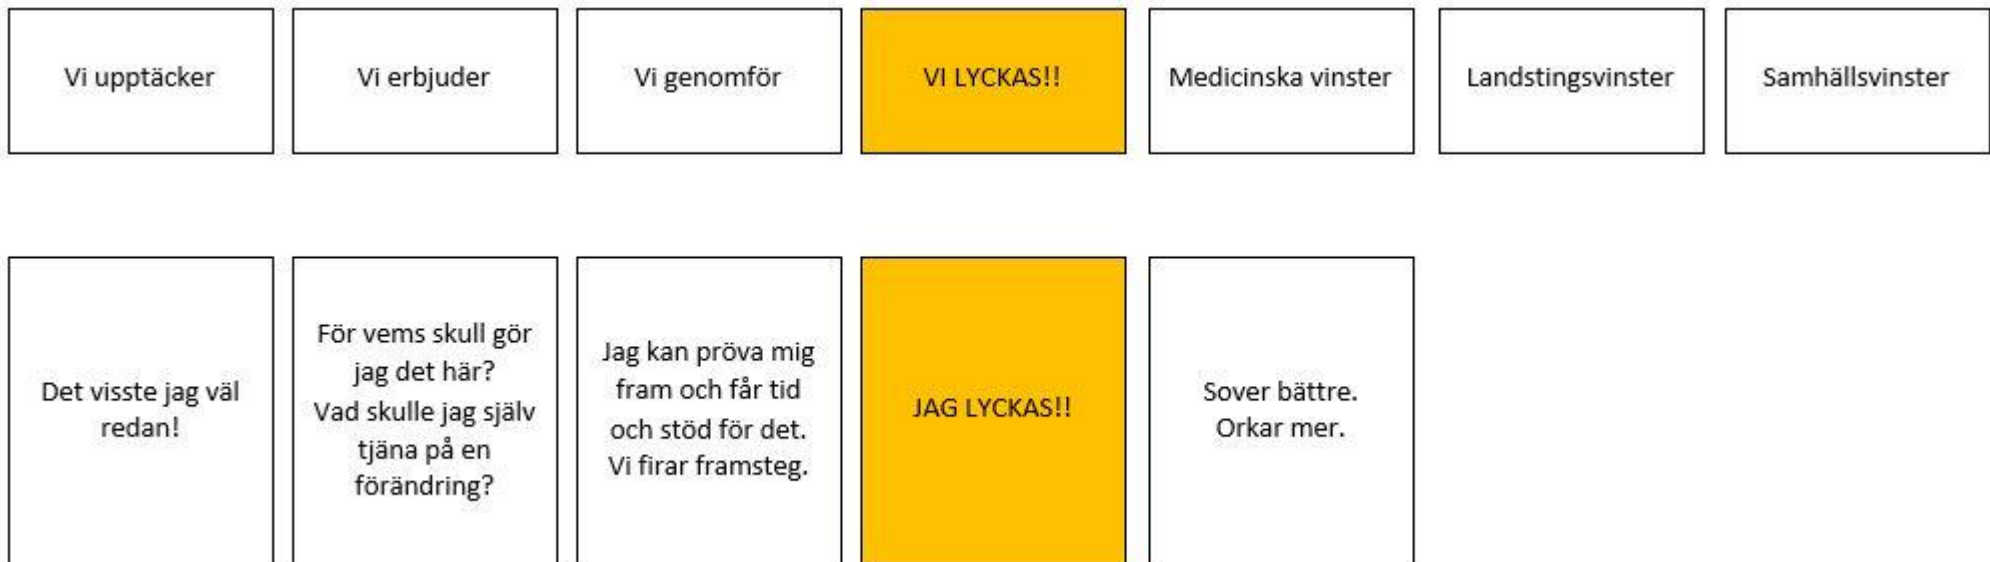 Vi upptäcker
Vi erbjuder
Vi genomför
VI LYCKAS!!
Medicinska vinster
Landstingsvinster
Samhällsvinster
Det visste jag väl
redan!
För vems skull gör
jag det här?
Vad skulle jag själv
tjäna på en
förändring?
Jag kan pröva mig
fram och får tid
och stöd för det.
Vi firar framsteg.
JAG LYCKAS!!
Sover bättre.
Orkar mer.